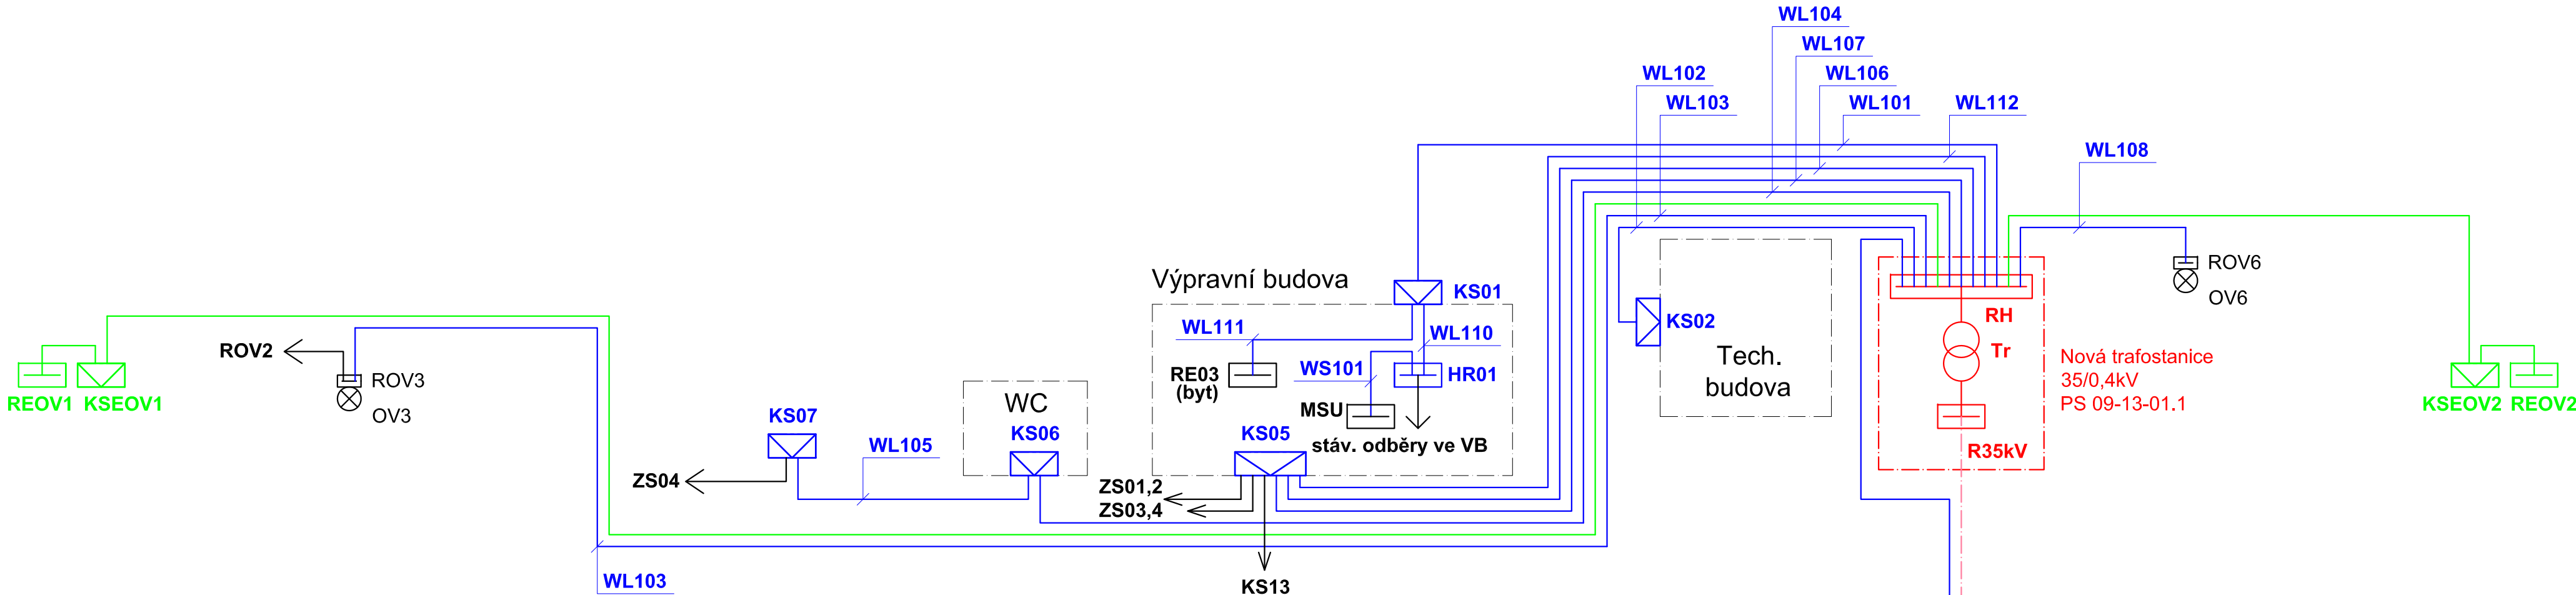 WL104
WL107
WL102
WL106
WL103
WL101
WL112
WL108
Výpravní budova
ROV6
OV6
KS01
WL111
WL110
KS02
RH
Tech.
budova
Tr
Nová trafostanice
35/0,4kV
PS 09-13-01.1
ROV2
ROV3
OV3
REOV1
KSEOV1
RE03
(byt)
WS101
HR01
MSU
stáv. odběry ve VB
KSEOV2
REOV2
WC
KS07
KS06
KS05
WL105
R35kV
ZS04
ZS01,2
ZS03,4
WL103
KS13